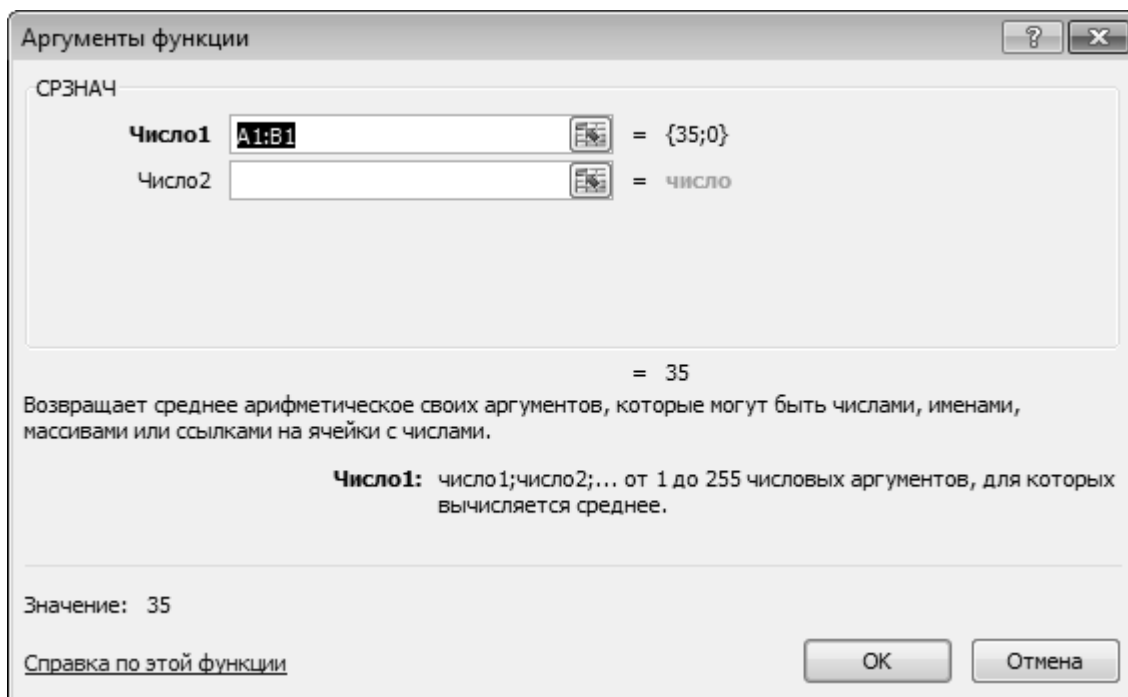 Аргументы функции
СРЗНАЧ
Число1 A1:B1 = {35;0}
Число2 = число
= 35
Возвращает среднее арифметическое своих аргументов, которые могут быть числами, именами,
массивами или ссылками на ячейки с числами.
Число1: число1;число2;... от 1 до 255 числовых аргументов, для которых
вычисляется среднее.
Значение: 35
Справка по этой функции
ОК Отмена